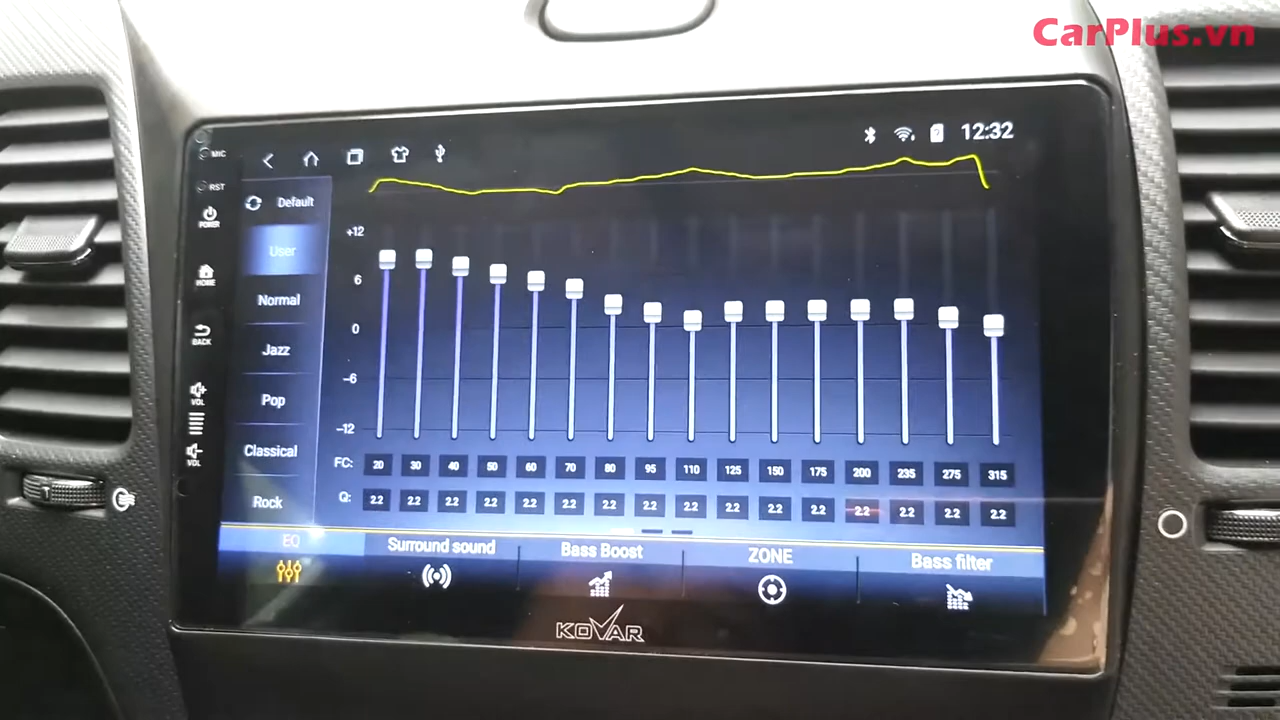 CarPlus.vn
MIC
12:32
RST
Default
POWER
+12
User
6
HOME
Normal
0
BACK
Jazz
-6
Pop
VOL
-12
Classical
VOL
FC: 20 30 40 50 60 70 80 95 110 125 150 175 200 235 275 315
Rock
Q: 2.2 2.2 2.2 2.2 2.2 2.2 2.2 2.2 2.2 2.2 2.2 2.2 2.2 2.2 2.2 2.2
EQ Surround sound Bass Boost ZONE Bass filter
KOVAR